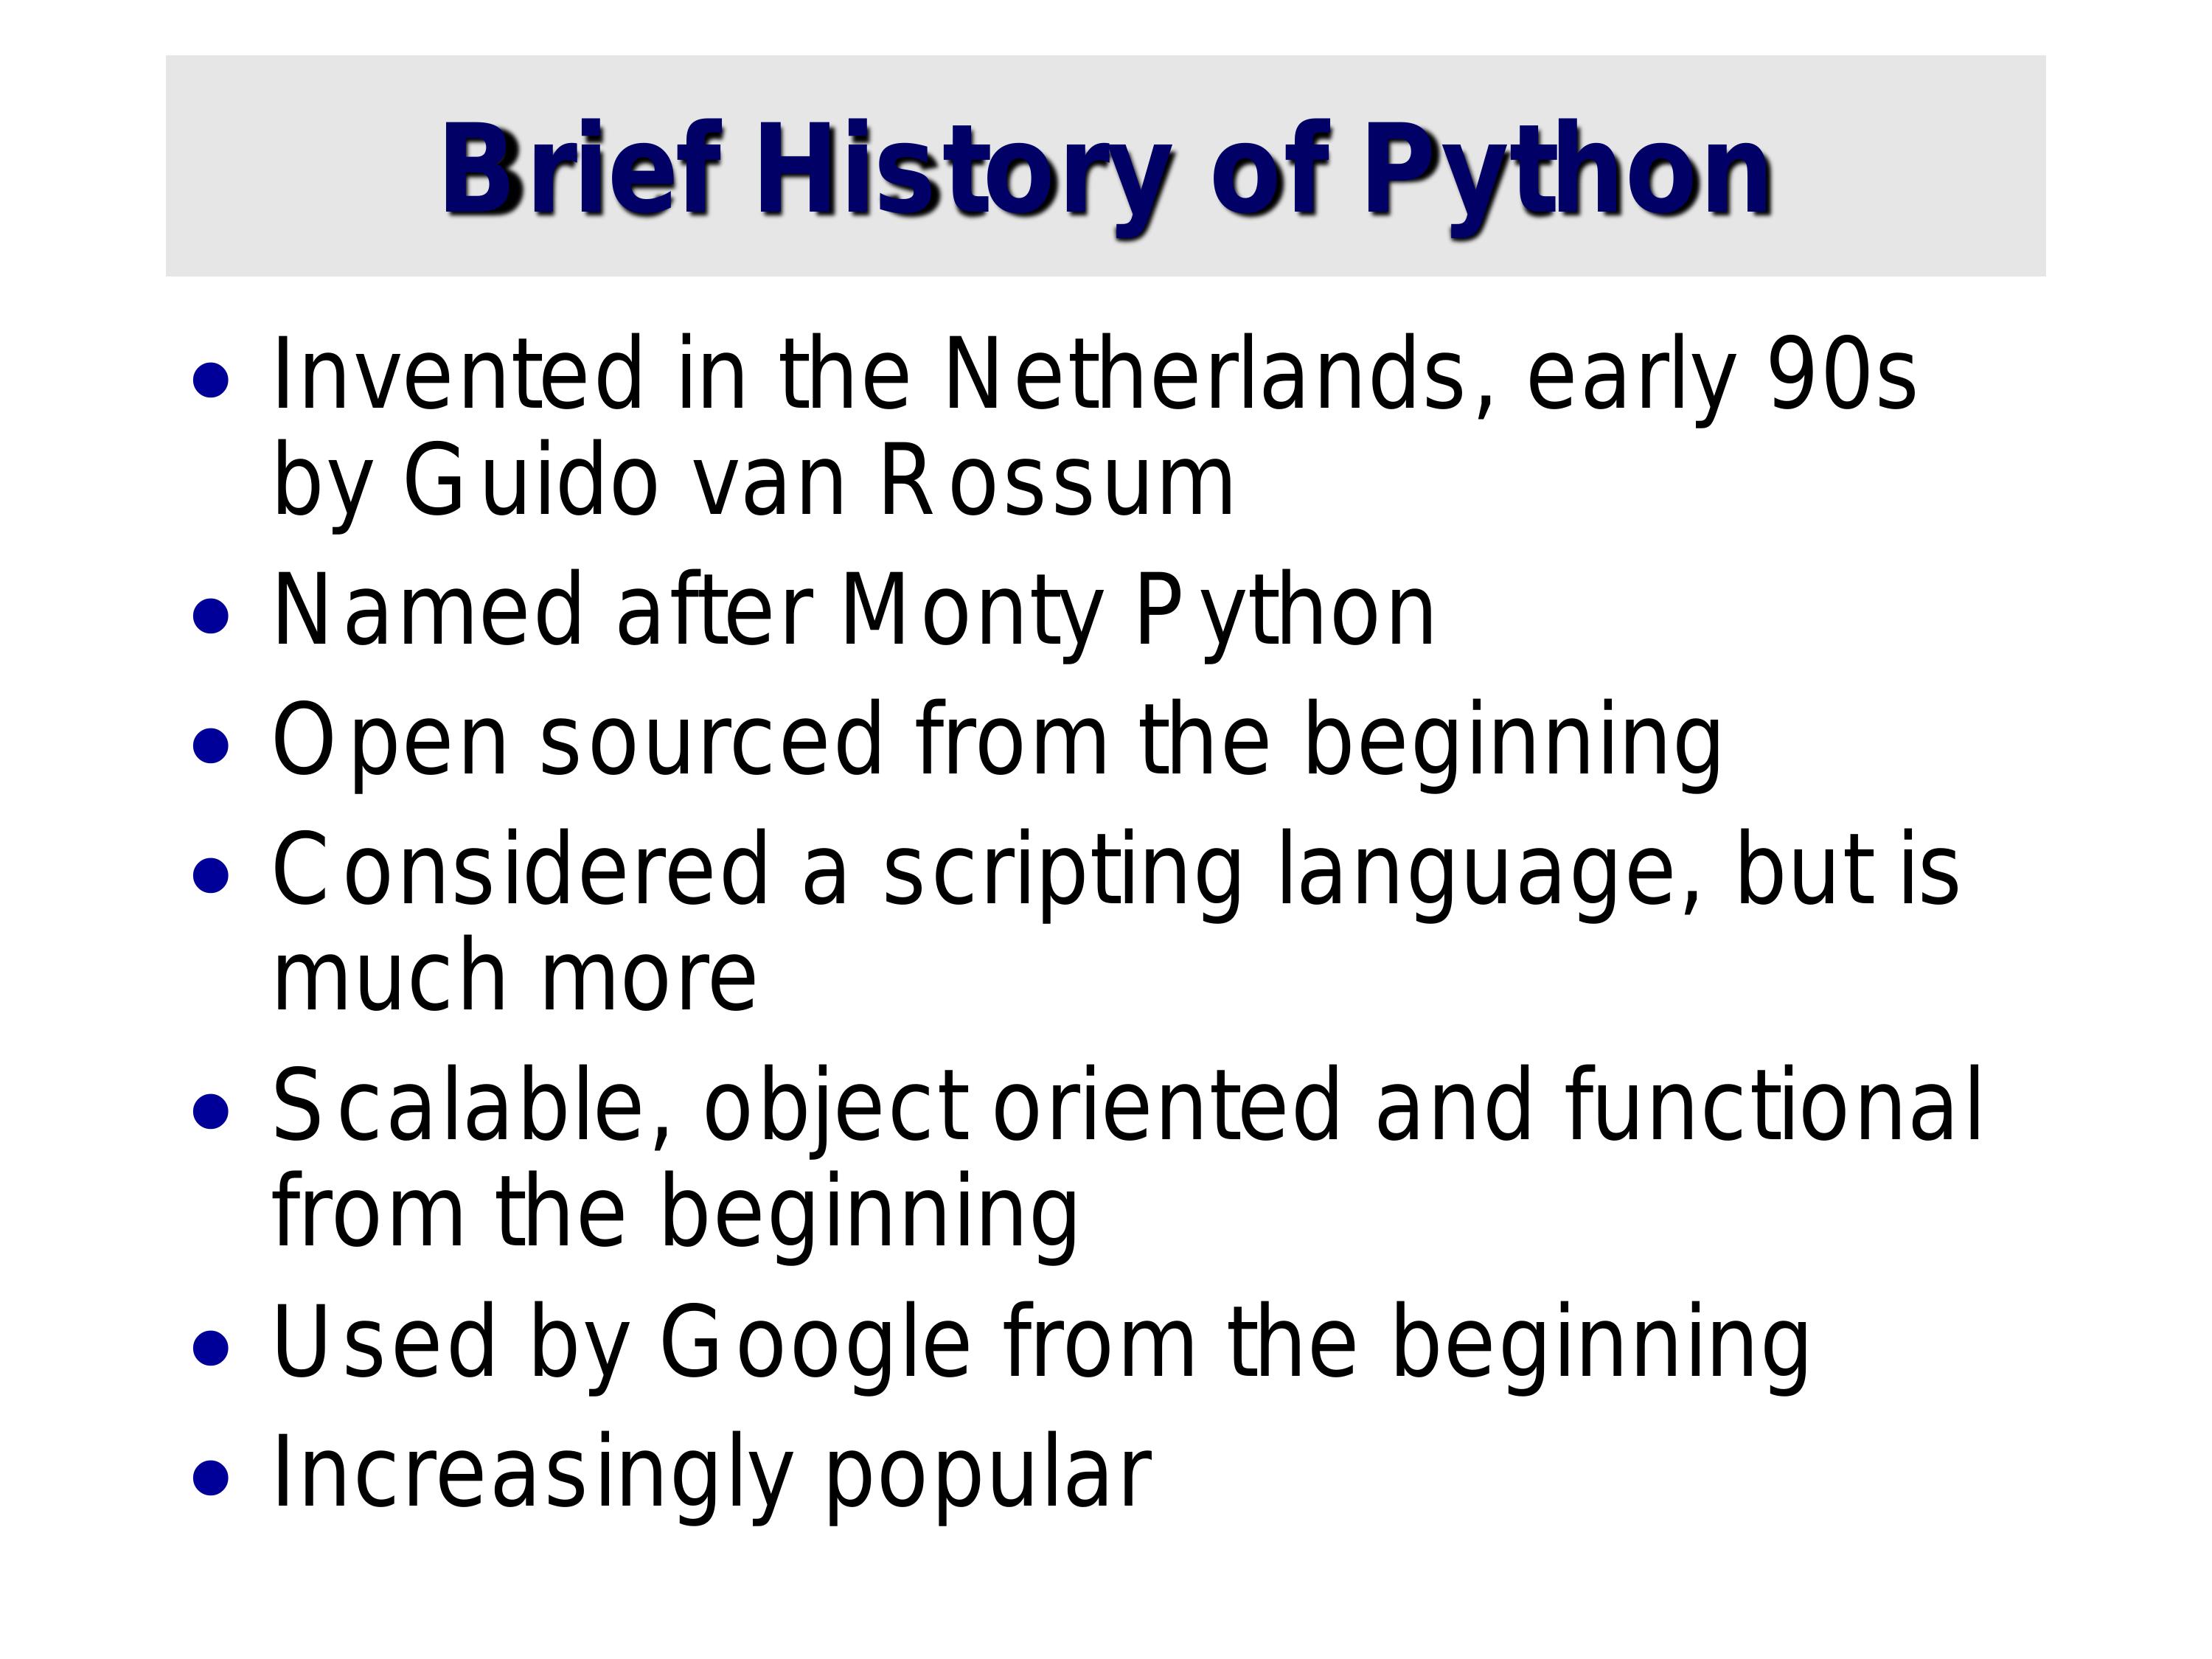 Brief History of Python
• Invented in the Netherlands, early 90s
by Guido van Rossum
• Named after Monty Python
• Open sourced from the beginning
• Considered a scripting language, but is
much more
• Scalable, object oriented and functional
from the beginning
• Used by Google from the beginning
• Increasingly popular